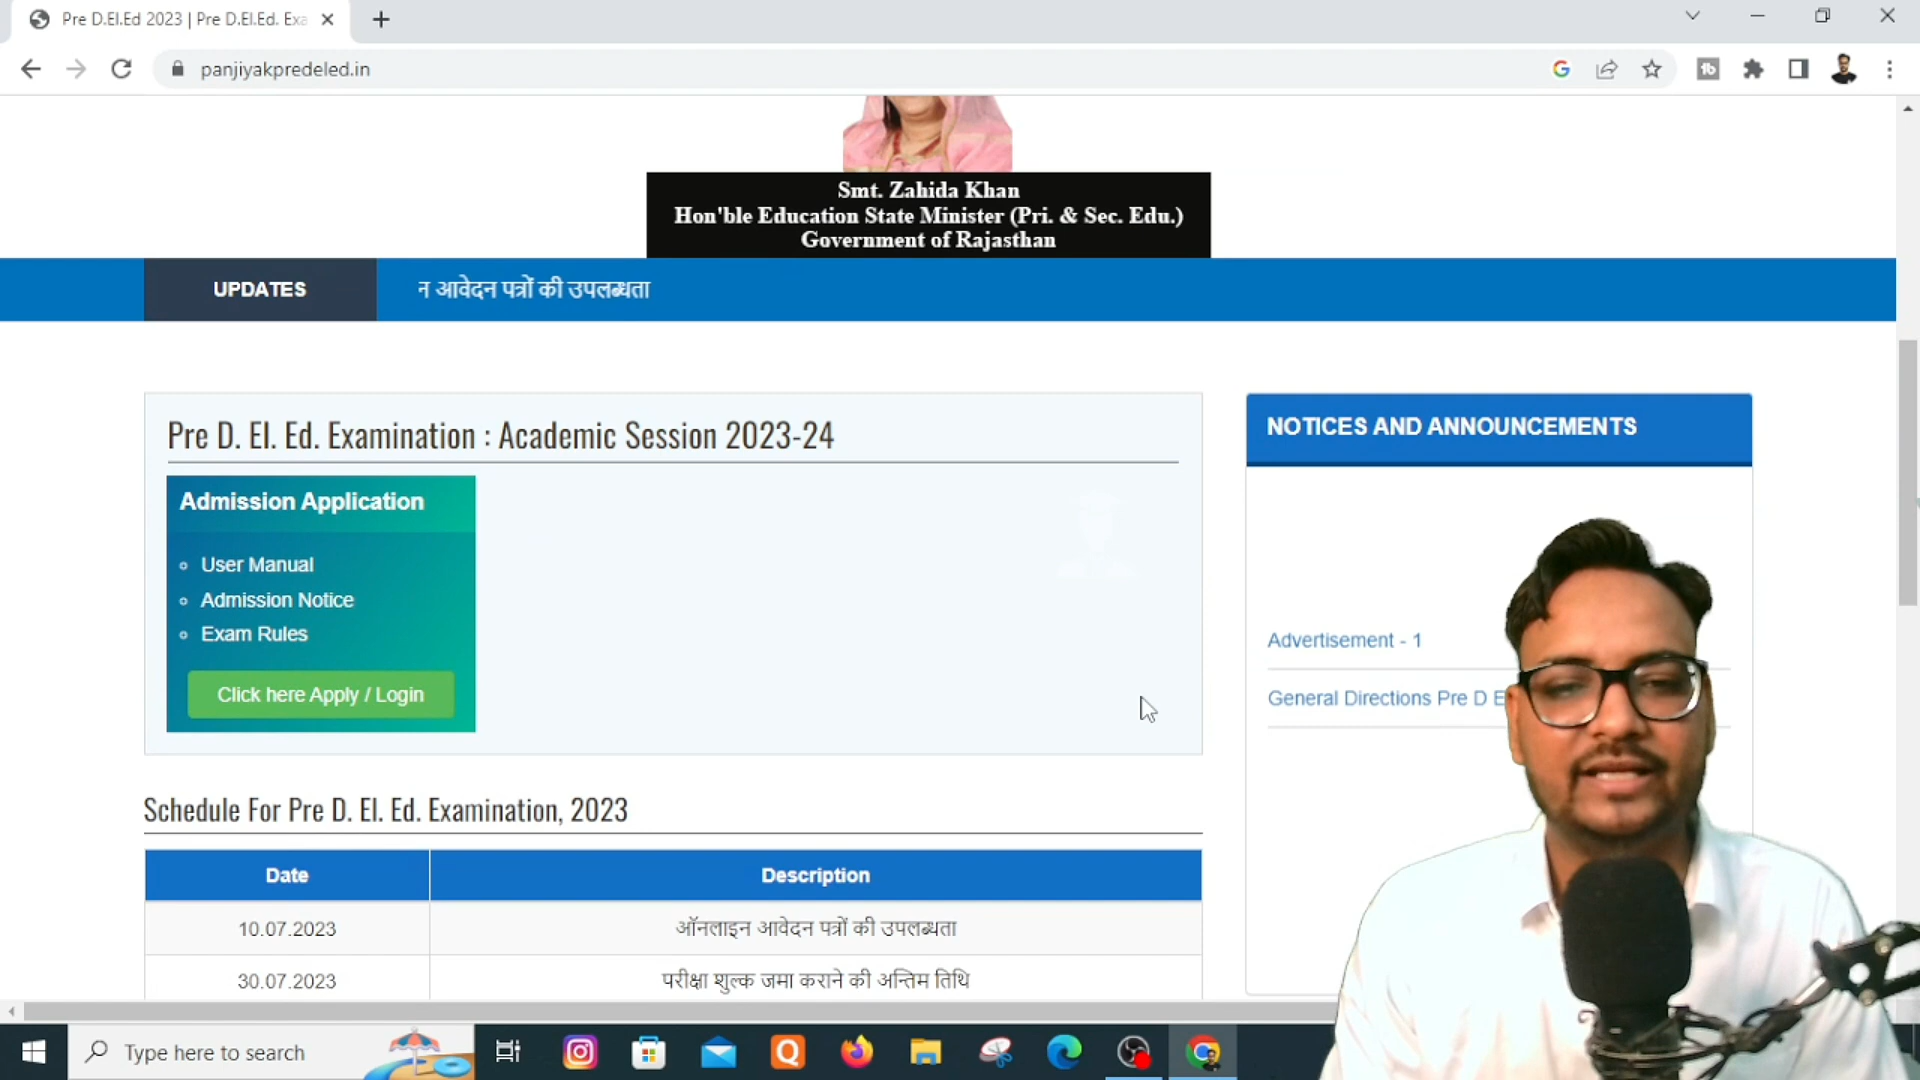 Pre D.El.Ed 2023 | Pre D.El.Ed. Exa
panjiyakpredeled.in
Smt. Zahida Khan
Hon'ble Education State Minister (Pri. & Sec. Edu.)
Government of Rajasthan
UPDATES
न आवेदन पत्रों की उपलब्धता
Pre D. El. Ed. Examination : Academic Session 2023-24
Admission Application
User Manual
Admission Notice
Exam Rules
Click here Apply / Login
NOTICES AND ANNOUNCEMENTS
Advertisement - 1
General Directions Pre D E
Schedule For Pre D. El. Ed. Examination, 2023
Date Description
10.07.2023 ऑनलाइन आवेदन पत्रों की उपलब्धता
30.07.2023 परीक्षा शुल्क जमा कराने की अन्तिम तिथि
Type here to search